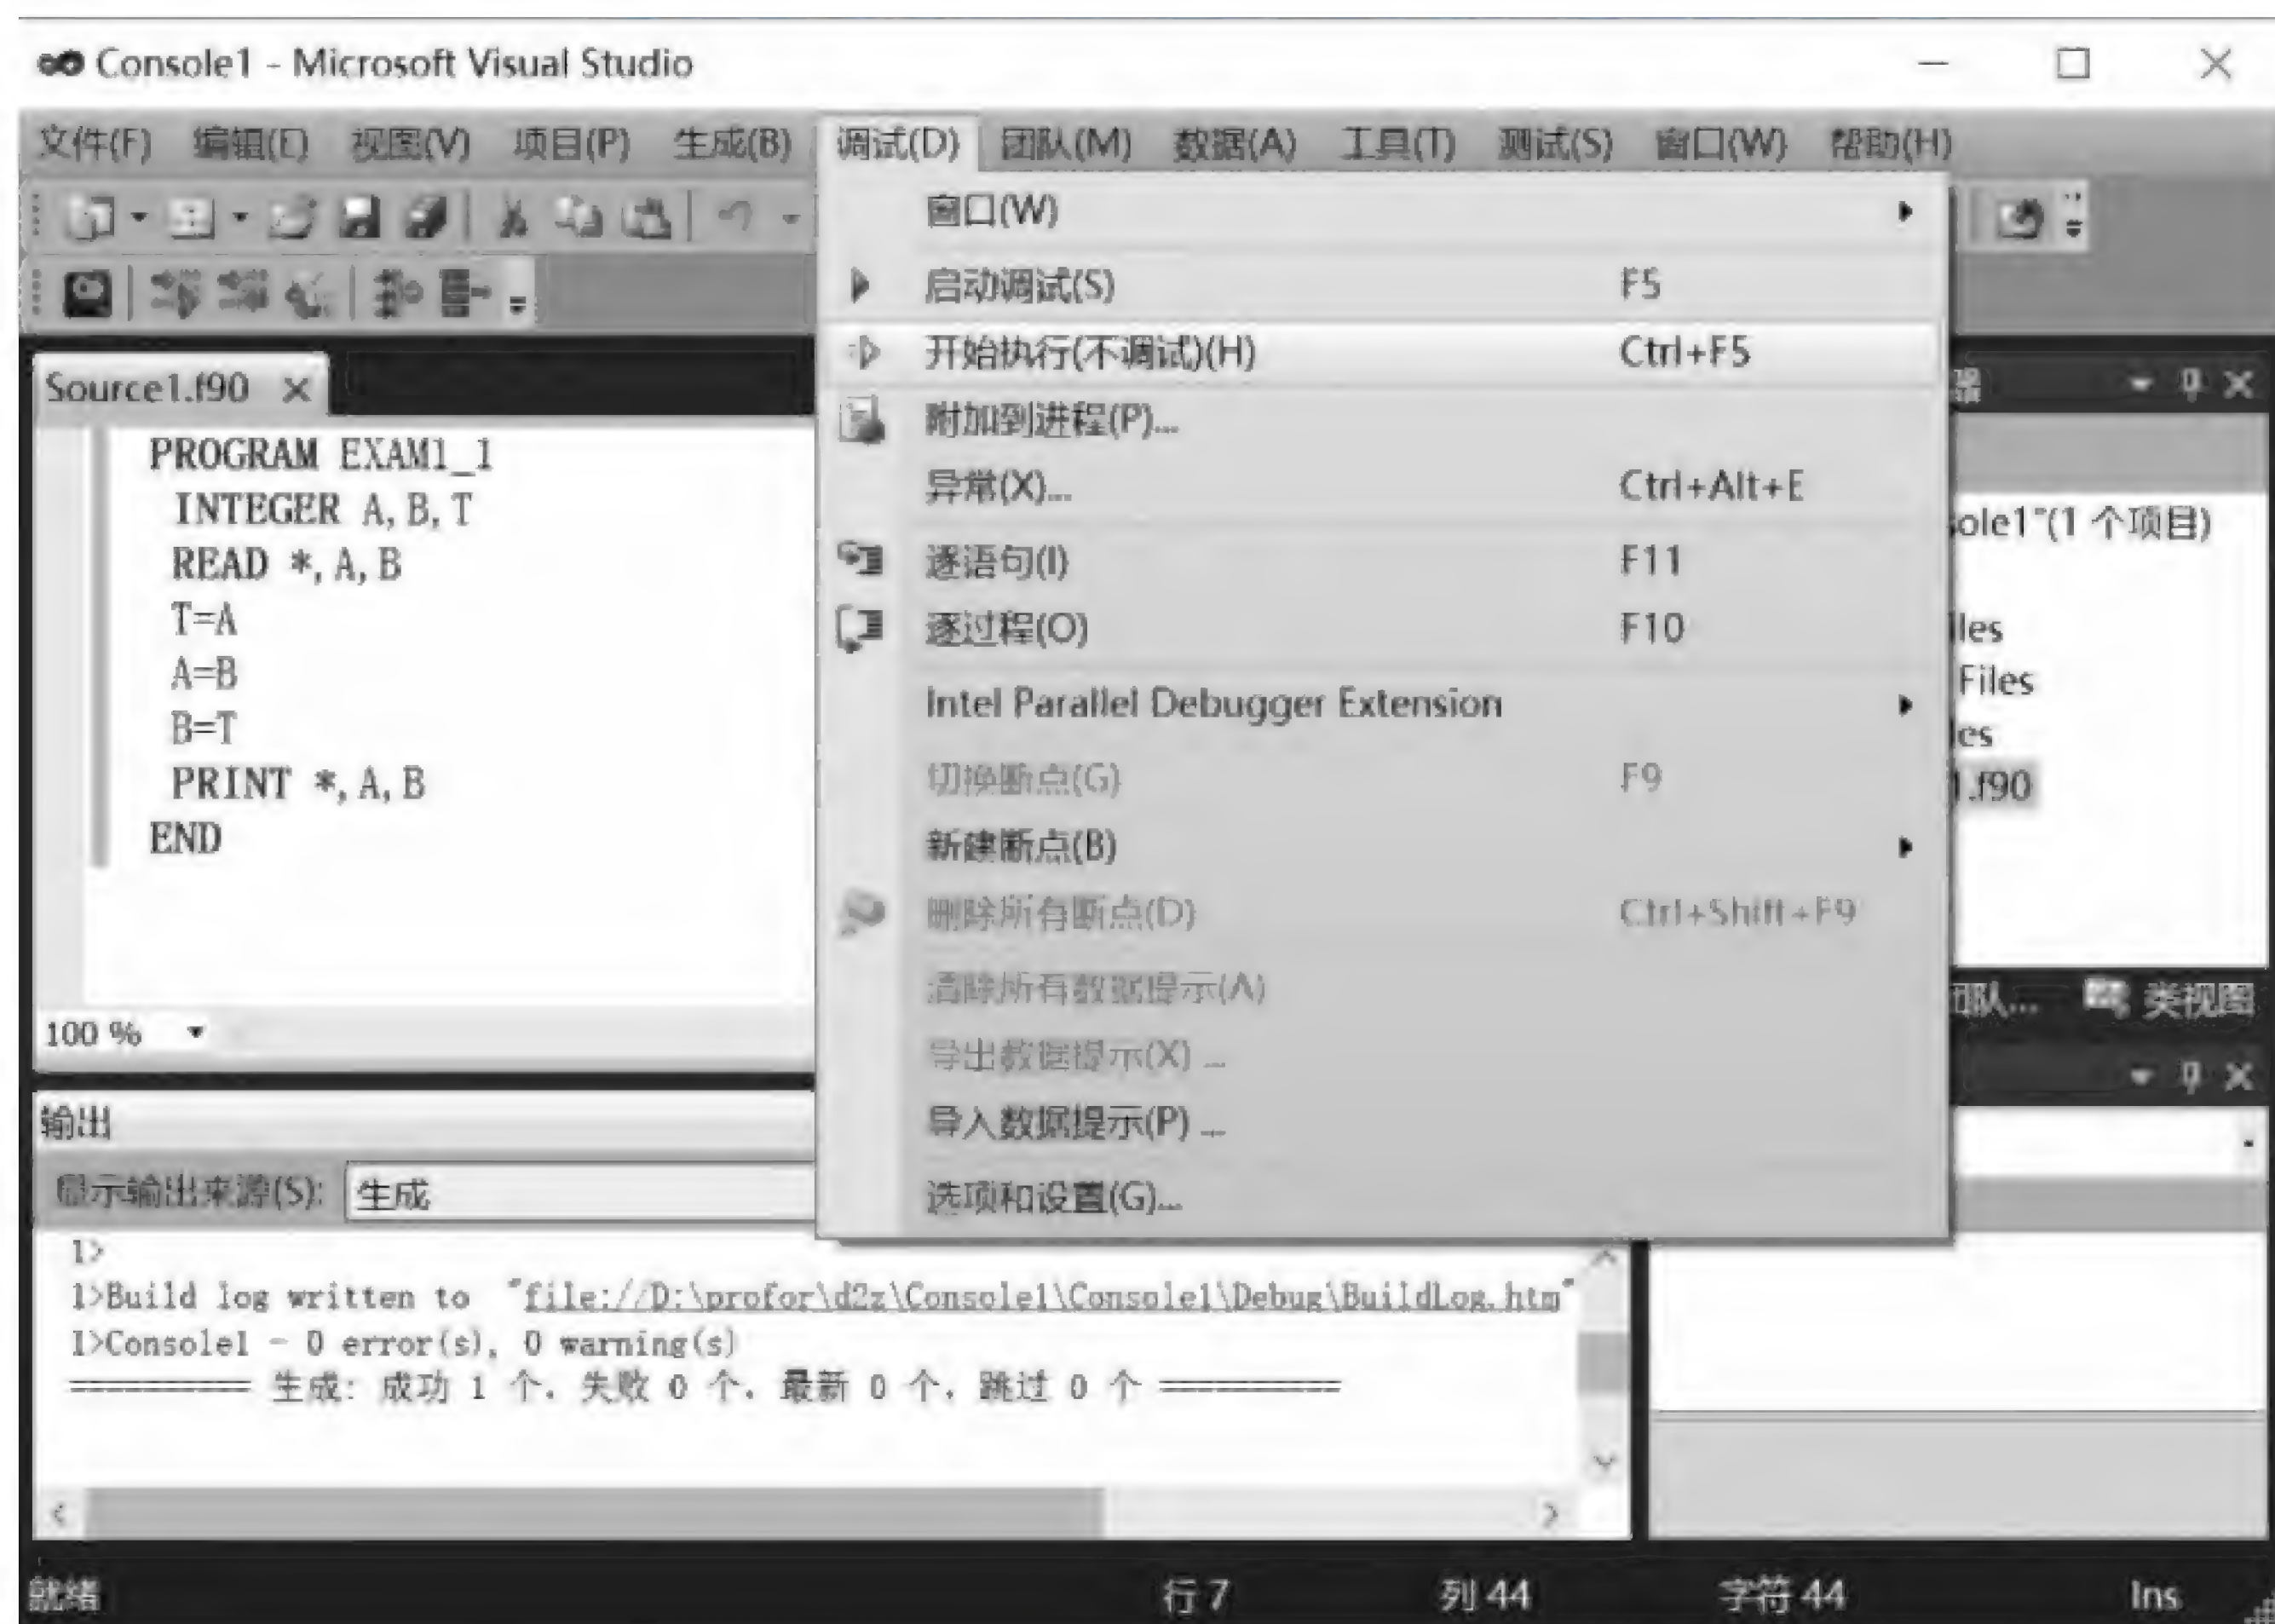 Console1 - Microsoft Visual Studio
文件(F) 编辑(E) 视图(V) 项目(P) 生成(B) 调试(D) 团队(M) 数据(A) 工具(T) 测试(S) 窗口(W) 帮助(H)
窗口(W)
启动调试(S) F5
开始执行(不调试)(H) Ctrl+F5
附加到进程(P)...
异常(X)... Ctrl+Alt+E
逐语句(I) F11
逐过程(O) F10
Intel Parallel Debugger Extension
切换断点(G) F9
新建断点(B)
删除所有断点(D) Ctrl+Shift+F9
清除所有数据提示(A)
导出数据提示(X) ...
导入数据提示(P) ...
选项和设置(G)...
Source1.f90
PROGRAM EXAM1_1
INTEGER A,B,T
READ *,A,B
T=A
A=B
B=T
PRINT *,A,B
END
100 %
ole1"(1 个项目)
les
Files
es
1.f90
团队... 类视图
输出
显示输出来源(S): 生成
1>
1>Build log written to "file://D:\profor\d2z\Console1\Console1\Debug\BuildLog.htm"
1>Console1 - 0 error(s), 0 warning(s)
========== 生成: 成功 1 个，失败 0 个，最新 0 个，跳过 0 个 ==========
就绪 行 7 列 44 字符 44 Ins